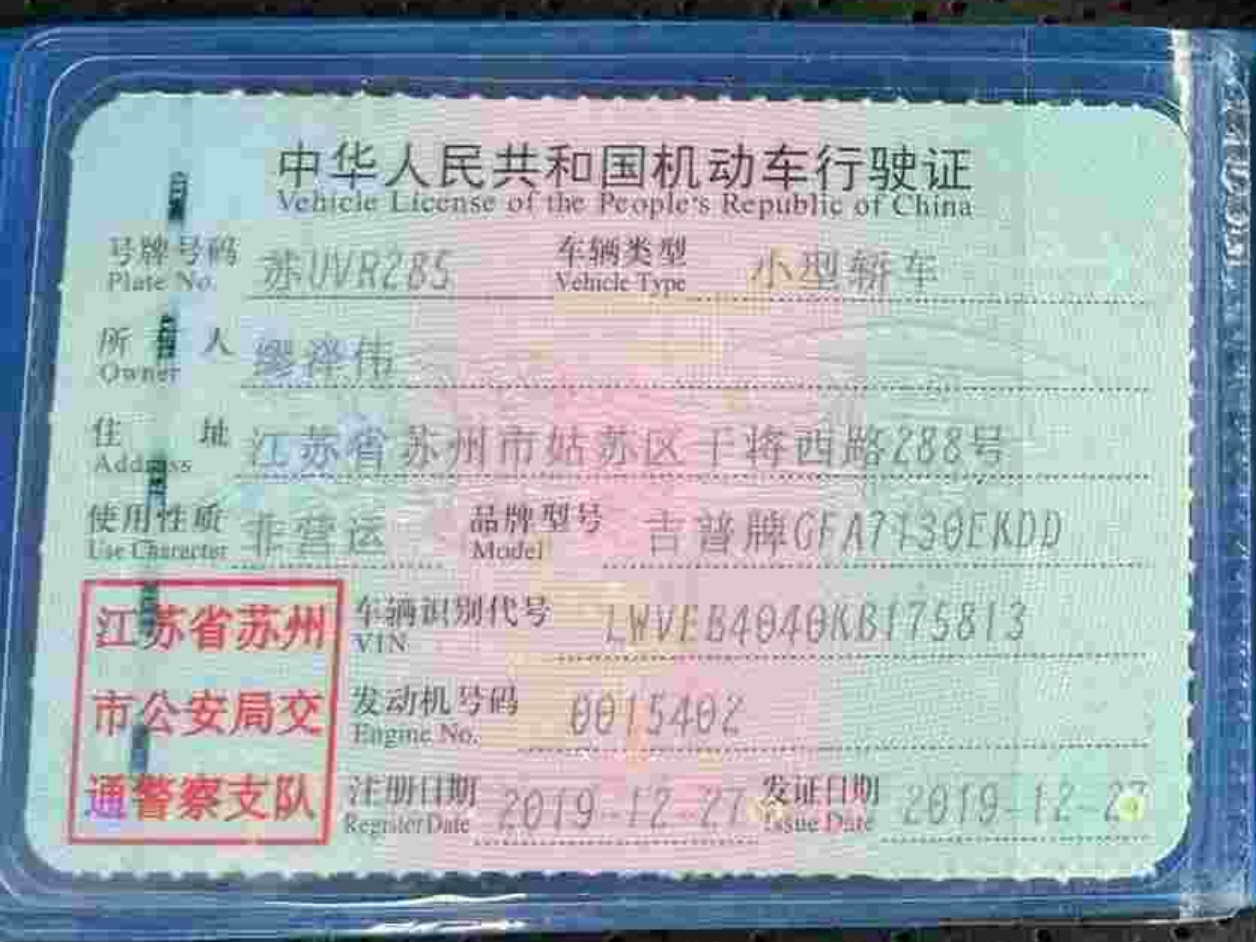 中华人民共和国机动车行驶证
Vehicle License of the People's Republic of China
号牌号码 苏UVR285 车辆类型 小型轿车
Plate No. Vehicle Type
所有人 缪洋伟
Owner
住址 江苏省苏州市姑苏区干将西路288号
Address
使用性质 非营运 品牌型号 吉普牌GFA7130EKDD
Use Character Model
江苏省苏州 车辆识别代号 LWVEB4040KB175813
VIN
市公安局交 发动机号码 0015402
Engine No.
通警察支队 注册日期 2019-12-27 发证日期 2019-12-27
Register Date Issue Date